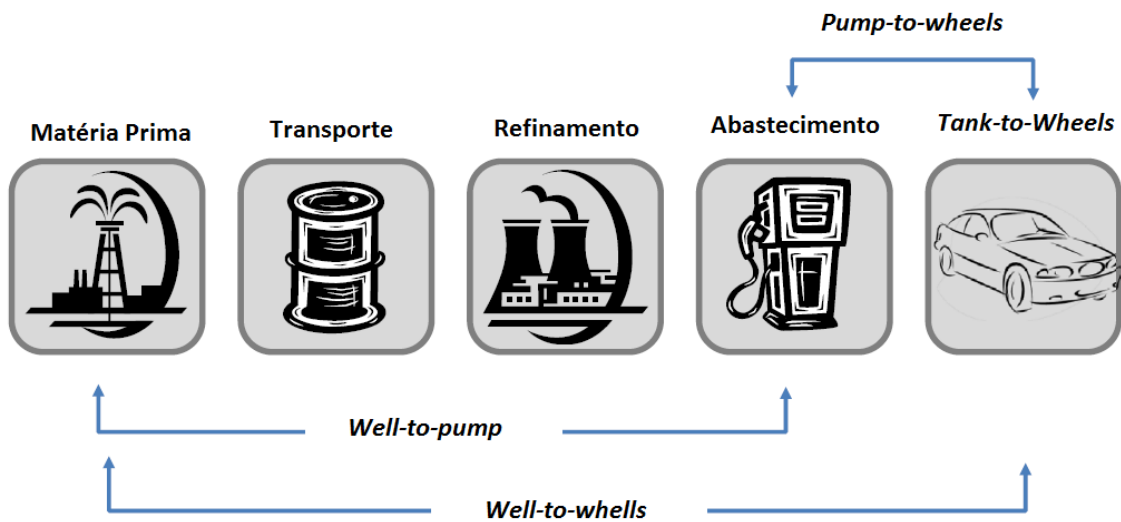 Pump-to-wheels
Matéria Prima
Transporte
Refinamento
Abastecimento
Tank-to-Wheels
Well-to-pump
Well-to-whells